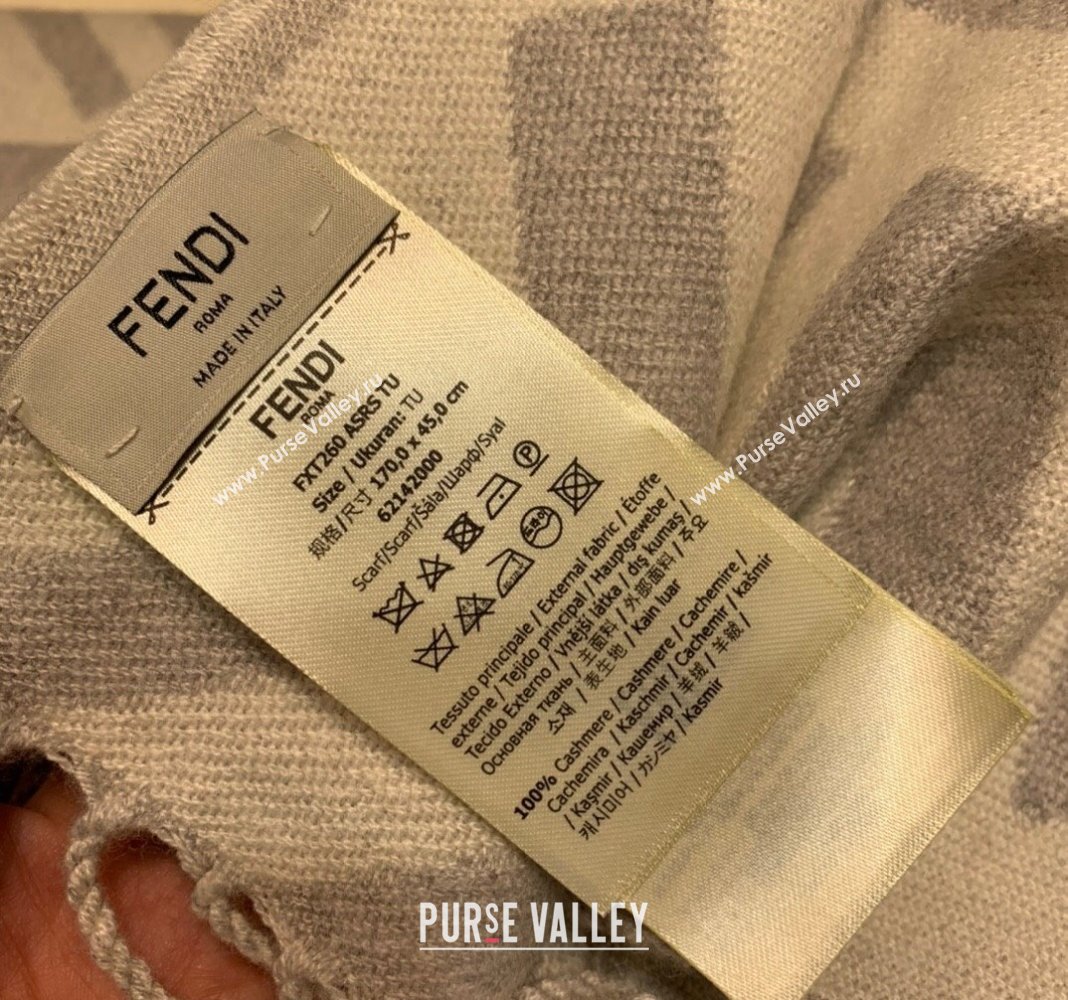 FENDI
ROMA
MADE IN ITALY
FENDI
ROMA
FXT260 ASRS TU
Size / Ukuran: TU
规格/尺寸 170,0 x 45,0 cm
62142000
Scarf/Scarf/Šála/Шарф/Syal
P
드라이
Tessuto principale / External fabric / Étoffe
externe / Tejido principal / Hauptgewebe /
Tecido Externo / Vnější látka / dış kumaş /
Основная ткань / 主面料 / 外部面料 / 주요
소재 / 表生地 / Kain luar
100% Cashmere / Cashmere / Cachemire /
Cachemira / Kaschmir / Cachemir / kašmir
/ Kaşmir / Кашемир / 羊绒 / 羊絨 /
캐시미어 / カシミヤ / Kasmir
www.PurseValley.ru
www.PurseValley.ru
PURSE VALLEY